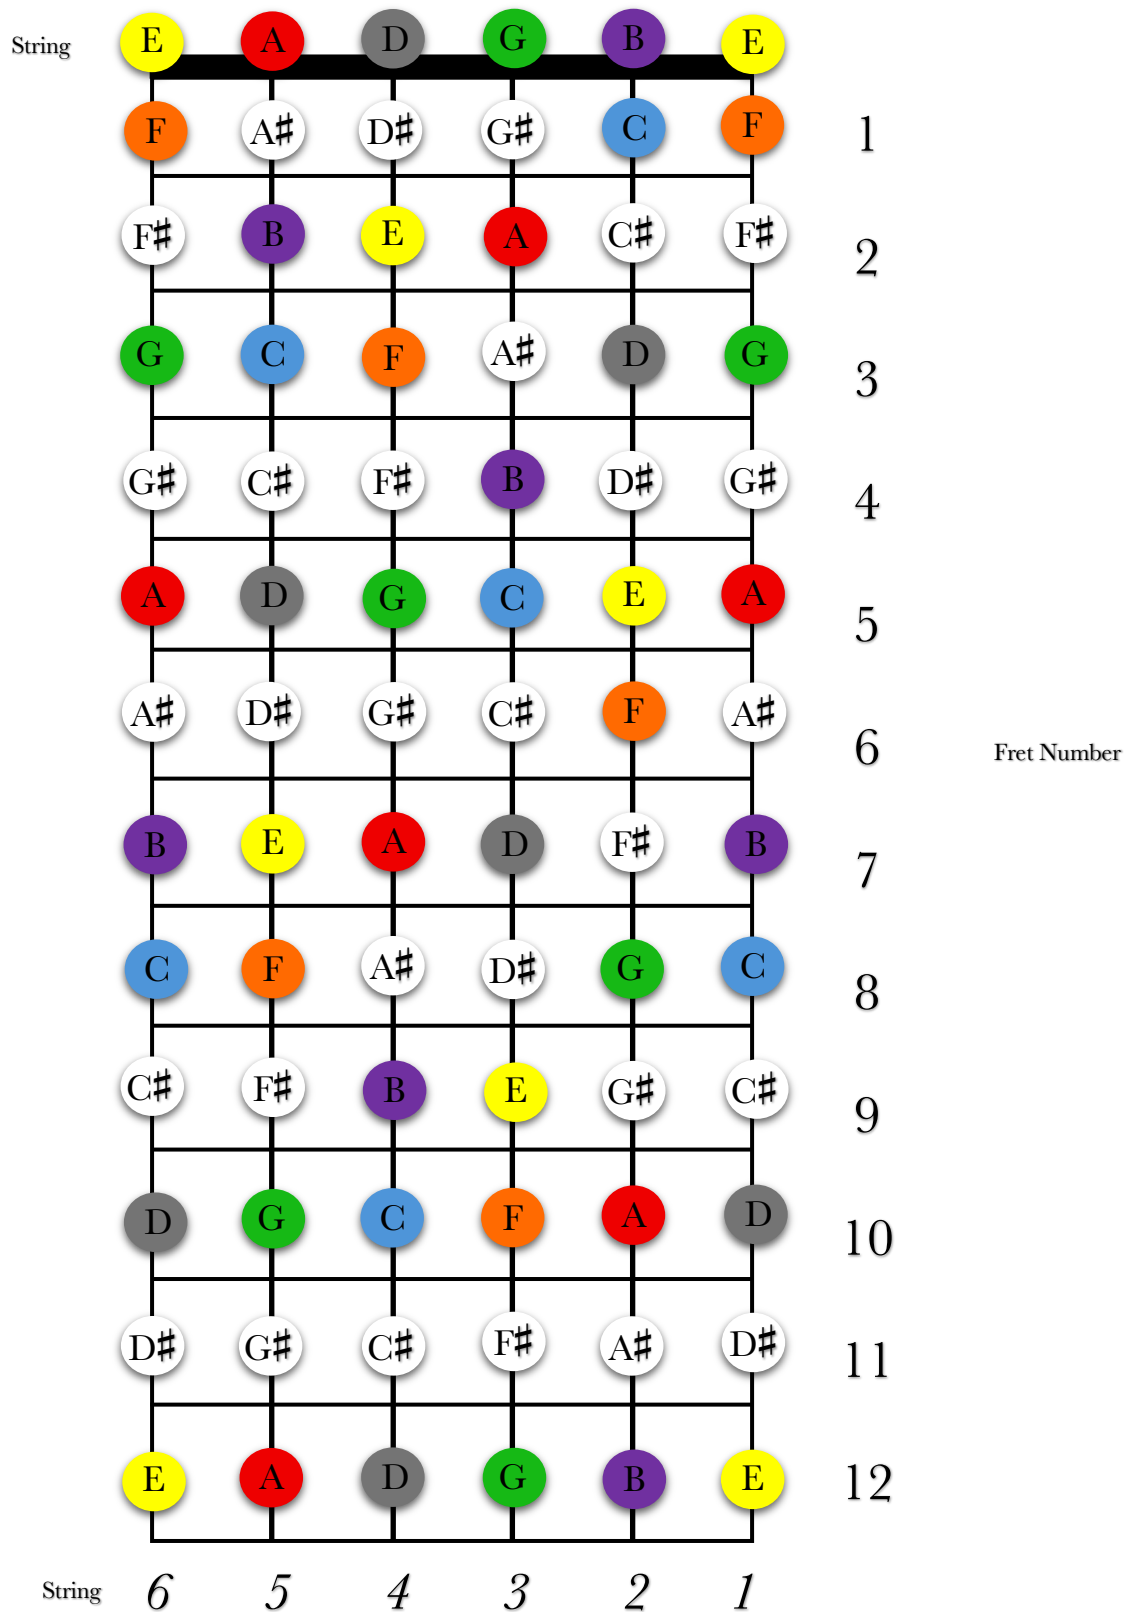 String E A D G B E
F A♯ D♯ G♯ C F 1
F♯ B E A C♯ F♯ 2
G C F A♯ D G 3
G♯ C♯ F♯ B D♯ G♯ 4
A D G C E A 5
A♯ D♯ G♯ C♯ F A♯ 6 Fret Number
B E A D F♯ B 7
C F A♯ D♯ G C 8
C♯ F♯ B E G♯ C♯ 9
D G C F A D 10
D♯ G♯ C♯ F♯ A♯ D♯ 11
E A D G B E 12
String 6 5 4 3 2 1